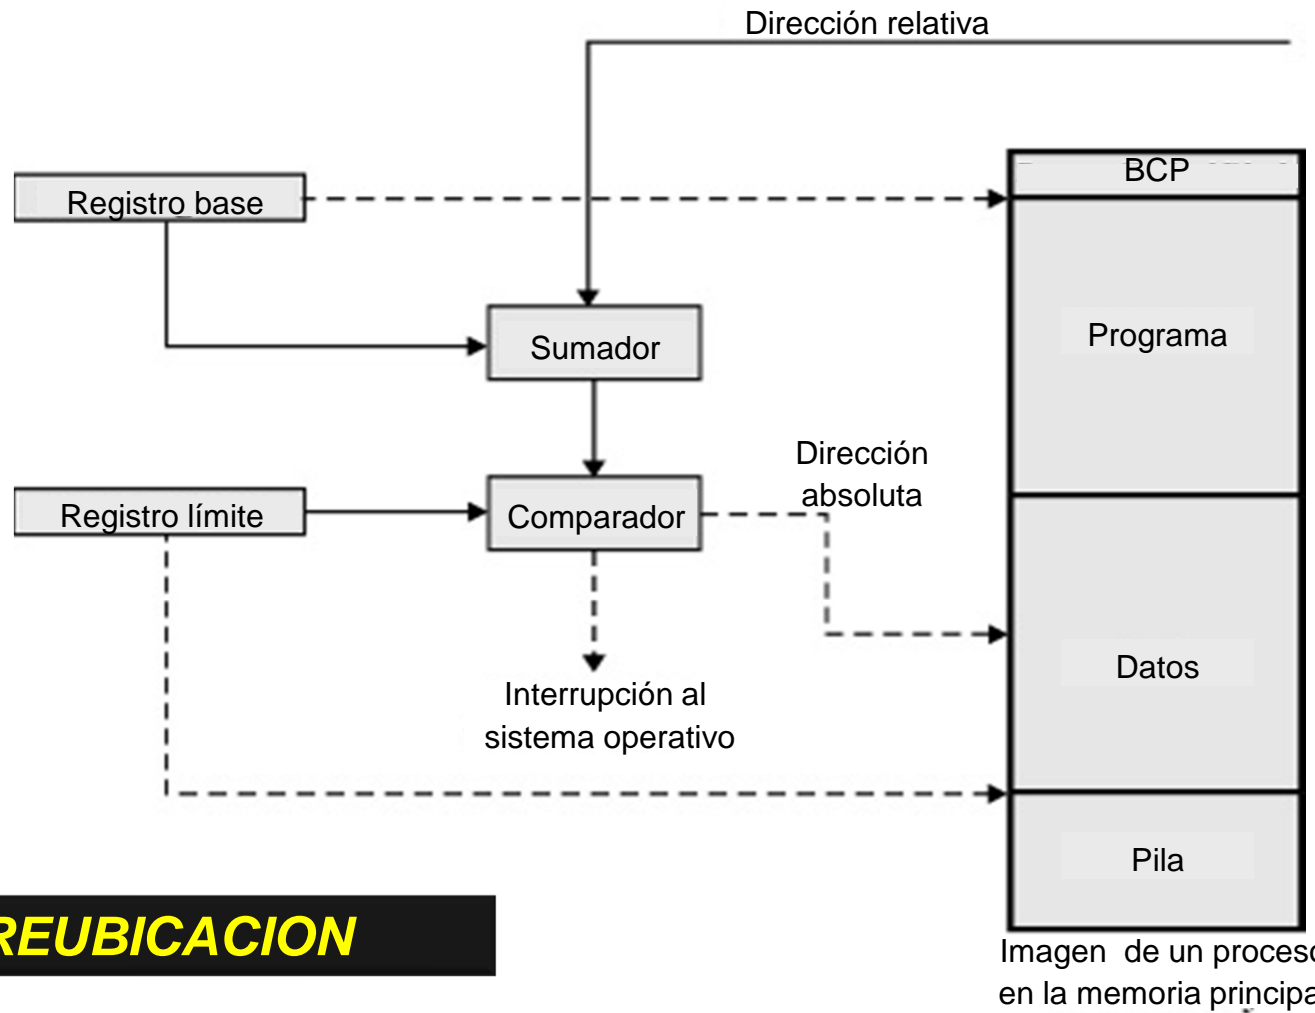 Dirección relativa
BCP
Registro base
Programa
Sumador
Dirección
absoluta
Registro límite
Comparador
Datos
Interrupción al
sistema operativo
Pila
REUBICACION
Imagen de un proceso
en la memoria principa